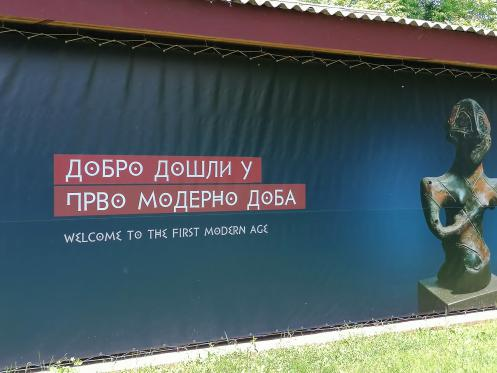 ДОБРО ДОШЛИ У
ПРВО МОДЕРНО ДОБА
WELCOME TO THE FIRST MODERN AGE